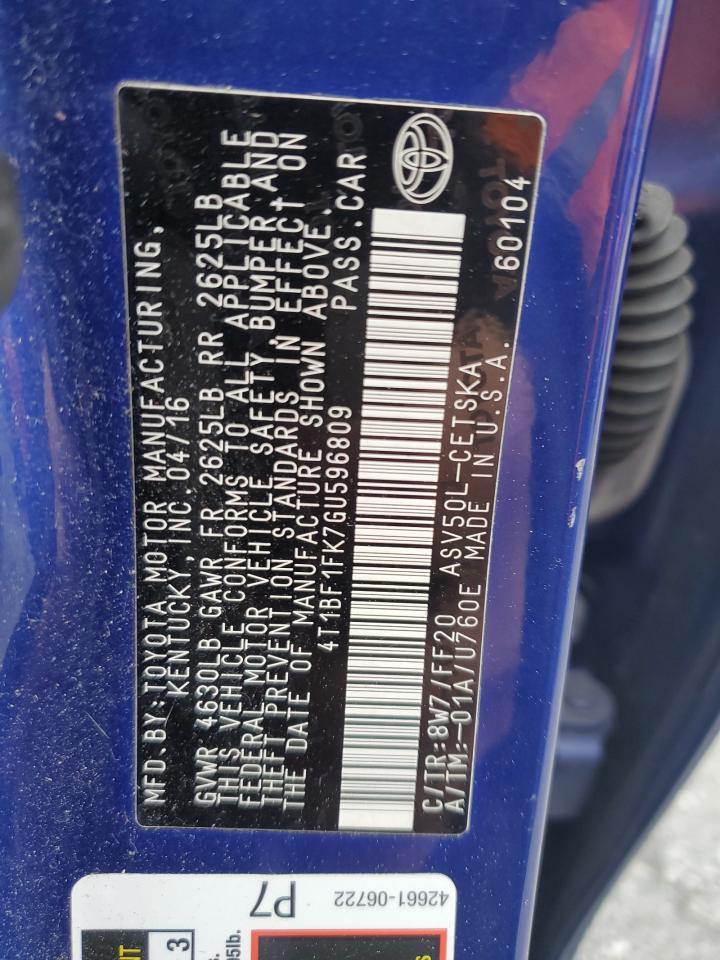 MFD.BY:TOYOTA MOTOR MANUFACTURING,
KENTUCKY, INC. 04/16
GVWR 4630LB GAWR FR 2625LB RR 2625LB
THIS VEHICLE CONFORMS TO ALL APPLICABLE
FEDERAL MOTOR VEHICLE SAFETY, BUMPER, AND
THEFT PREVENTION STANDARDS IN EFFECT ON
THE DATE OF MANUFACTURE SHOWN ABOVE.
4T1BF1FK7GU596809 PASS.CAR
C/TR:8W7/FF20 ASV50L-CETSKA 60104
A/TM:-01A/U760E MADE IN U.S.A.
P7
42661-06722
3